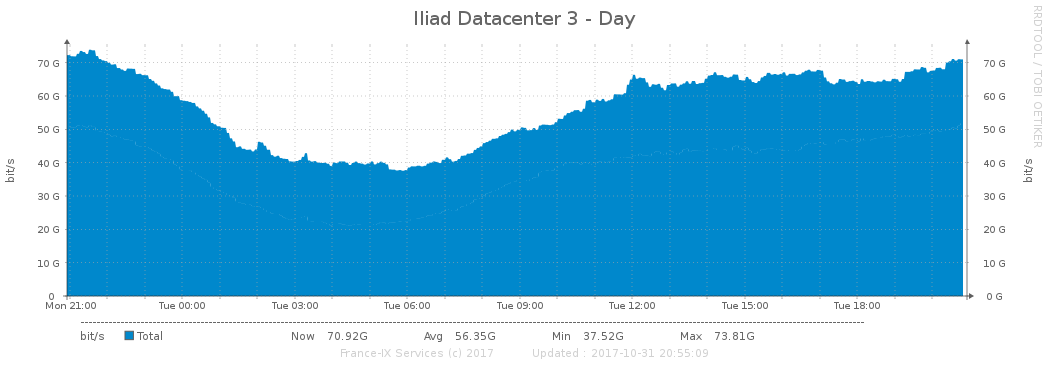 Iliad Datacenter 3 - Day
RRDTOOL / TOBI OETIKER
bit/s
70 G
60 G
50 G
40 G
30 G
20 G
10 G
0
70 G
60 G
50 G
40 G
30 G
20 G
10 G
0 G
bit/s
Mon 21:00 Tue 00:00 Tue 03:00 Tue 06:00 Tue 09:00 Tue 12:00 Tue 15:00 Tue 18:00
bit/s Total Now 70.92G Avg 56.35G Min 37.52G Max 73.81G
France-IX Services (c) 2017 Updated : 2017-10-31 20:55:09